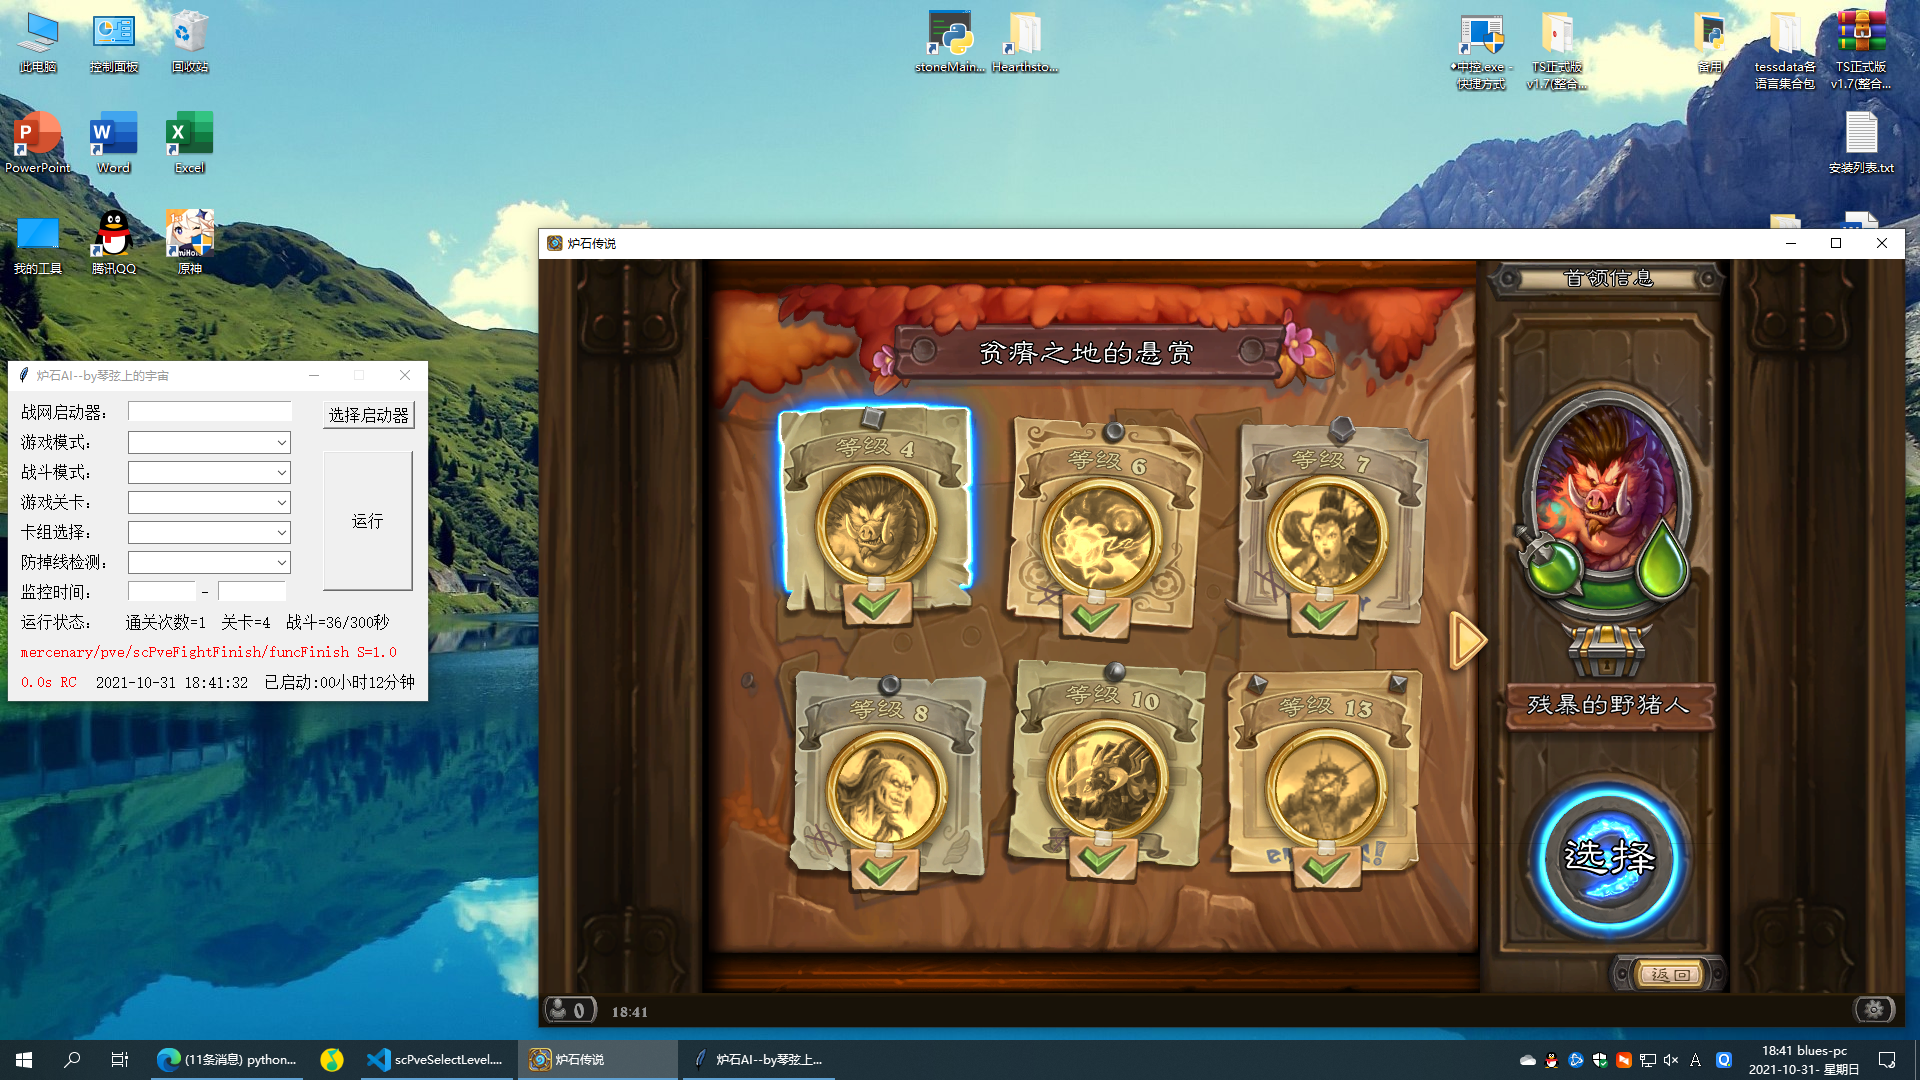 此电脑
控制面板
回收站
stoneMain...
Hearthsto...
中控.exe -
快捷方式
TS正式版
v1.7(整合...
备用
tessdata各
语言集合包
TS正式版
v1.7(整合...
PowerPoint
Word
Excel
安装列表.txt
我的工具
腾讯QQ
原神
炉石传说
首领信息
贫瘠之地的悬赏
等级 4
等级 6
等级 7
等级 8
等级 10
等级 13
残暴的野猪人
选择
返回
0
18:41
炉石AI--by琴弦上的宇宙
战网启动器:
选择启动器
游戏模式:
战斗模式:
游戏关卡:
运行
卡组选择:
防掉线检测:
监控时间:
-
运行状态: 通关次数=1 关卡=4 战斗=36/300秒
mercenary/pve/scPveFightFinish/funcFinish S=1.0
0.0s RC 2021-10-31 18:41:32 已启动:00小时12分钟
(11条消息) python...
scPveSelectLevel....
炉石传说
炉石AI--by琴弦上的宇...
A
18:41 blues-pc
2021-10-31- 星期日